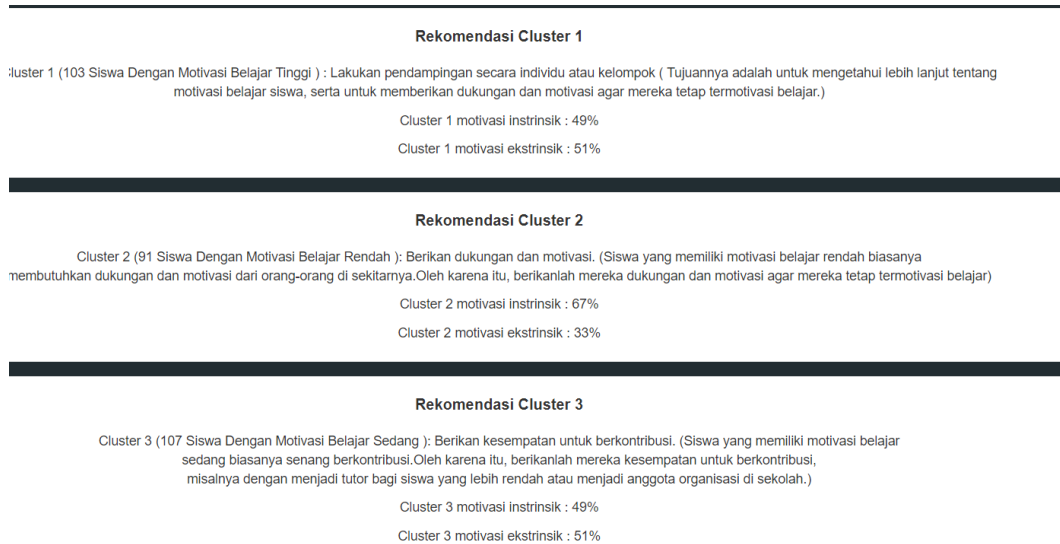 Rekomendasi Cluster 1
luster 1 (103 Siswa Dengan Motivasi Belajar Tinggi ) : Lakukan pendampingan secara individu atau kelompok ( Tujuannya adalah untuk mengetahui lebih lanjut tentang
motivasi belajar siswa, serta untuk memberikan dukungan dan motivasi agar mereka tetap termotivasi belajar.)
Cluster 1 motivasi instrinsik : 49%
Cluster 1 motivasi ekstrinsik : 51%
Rekomendasi Cluster 2
Cluster 2 (91 Siswa Dengan Motivasi Belajar Rendah ): Berikan dukungan dan motivasi. (Siswa yang memiliki motivasi belajar rendah biasanya
membutuhkan dukungan dan motivasi dari orang-orang di sekitarnya.Oleh karena itu, berikanlah mereka dukungan dan motivasi agar mereka tetap termotivasi belajar)
Cluster 2 motivasi instrinsik : 67%
Cluster 2 motivasi ekstrinsik : 33%
Rekomendasi Cluster 3
Cluster 3 (107 Siswa Dengan Motivasi Belajar Sedang ): Berikan kesempatan untuk berkontribusi. (Siswa yang memiliki motivasi belajar
sedang biasanya senang berkontribusi.Oleh karena itu, berikanlah mereka kesempatan untuk berkontribusi,
misalnya dengan menjadi tutor bagi siswa yang lebih rendah atau menjadi anggota organisasi di sekolah.)
Cluster 3 motivasi instrinsik : 49%
Cluster 3 motivasi ekstrinsik : 51%